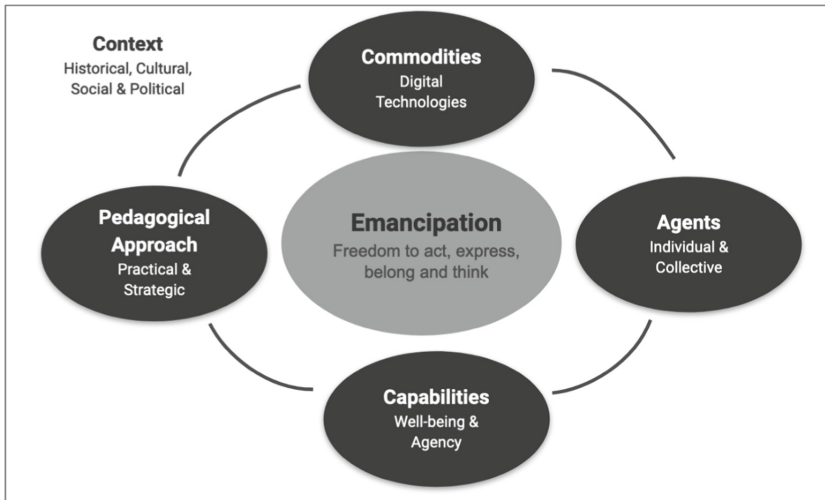 Context
Historical, Cultural,
Social & Political
Commodities
Digital
Technologies
Pedagogical
Approach
Practical &
Strategic
Emancipation
Freedom to act, express,
belong and think
Agents
Individual &
Collective
Capabilities
Well-being &
Agency